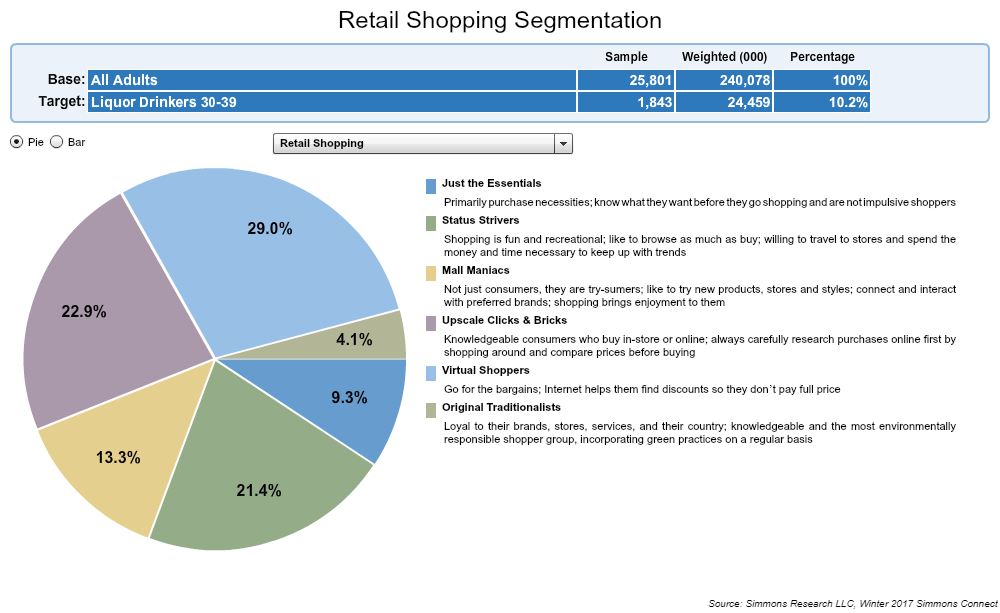 Retail Shopping Segmentation
Sample Weighted (000) Percentage
Base: All Adults 25,801 240,078 100%
Target: Liquor Drinkers 30-39 1,843 24,459 10.2%
Pie Bar Retail Shopping
29.0%
22.9%
4.1%
9.3%
13.3%
21.4%
Just the Essentials
Primarily purchase necessities; know what they want before they go shopping and are not impulsive shoppers
Status Strivers
Shopping is fun and recreational; like to browse as much as buy; willing to travel to stores and spend the
money and time necessary to keep up with trends
Mall Maniacs
Not just consumers, they are try-sumers; like to try new products, stores and styles; connect and interact
with preferred brands; shopping brings enjoyment to them
Upscale Clicks & Bricks
Knowledgeable consumers who buy in-store or online; always carefully research purchases online first by
shopping around and compare prices before buying
Virtual Shoppers
Go for the bargains; Internet helps them find discounts so they don't pay full price
Original Traditionalists
Loyal to their brands, stores, services, and their country; knowledgeable and the most environmentally
responsible shopper group, incorporating green practices on a regular basis
Source: Simmons Research LLC, Winter 2017 Simmons Connect